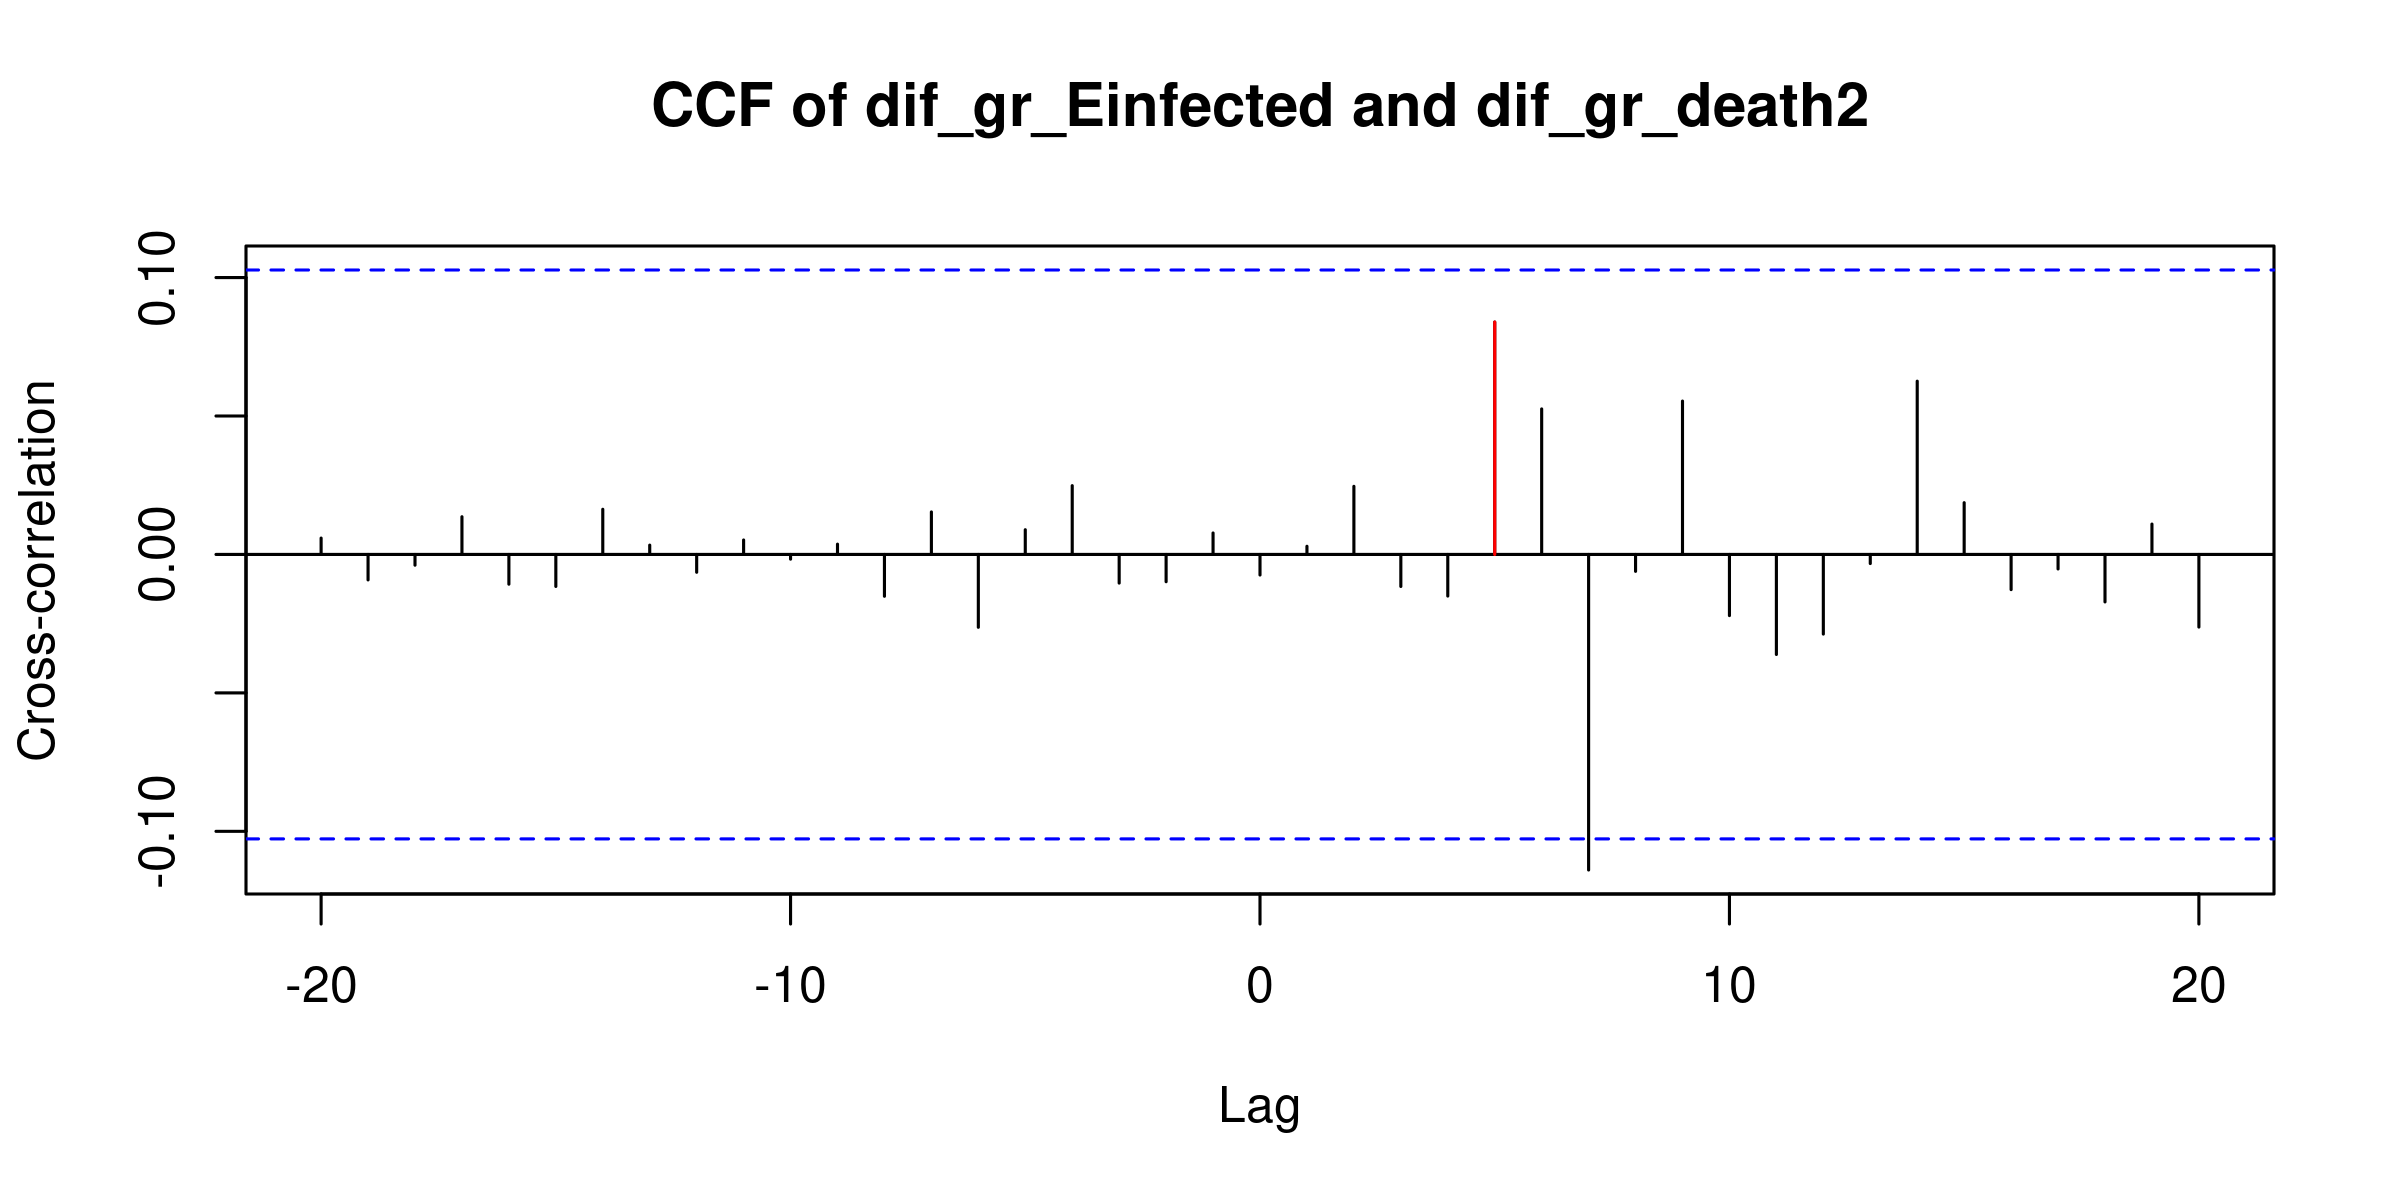 CCF of dif_gr_Einfected and dif_gr_death2
Cross-correlation
0.10
0.00
-0.10
-20 -10 0 10 20
Lag